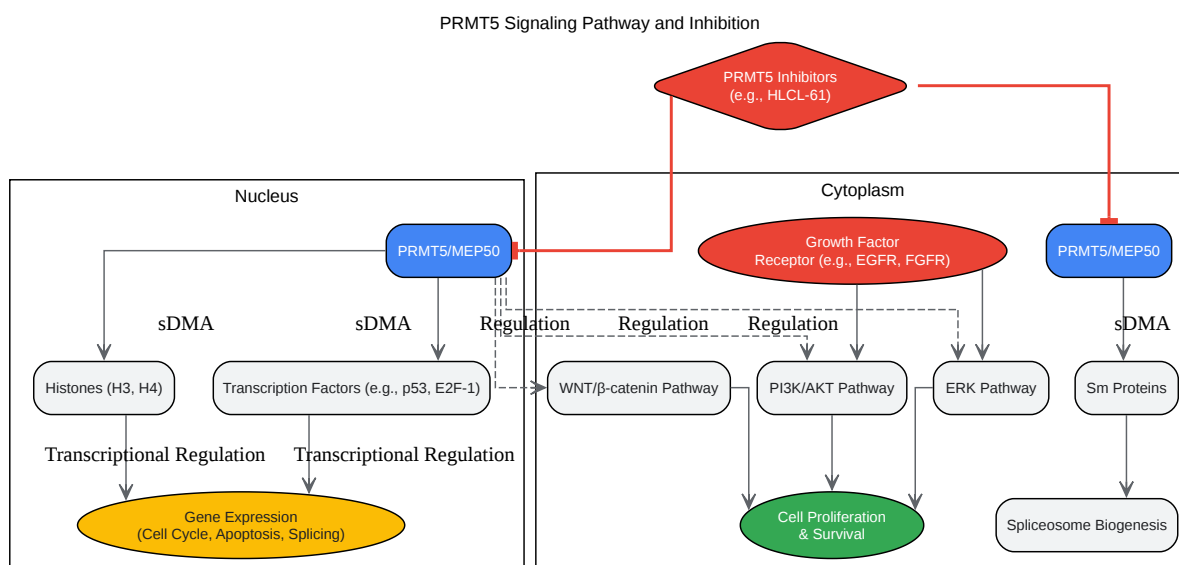 PRMT5 Signaling Pathway and Inhibition
PRMT5 Inhibitors
(e.g., HLCL-61)
Nucleus
Cytoplasm
PRMT5/MEP50
Growth Factor
Receptor (e.g., EGFR, FGFR)
PRMT5/MEP50
sDMA
sDMA
Regulation
Regulation
Regulation
sDMA
Histones (H3, H4)
Transcription Factors (e.g., p53, E2F-1)
WNT/β-catenin Pathway
PI3K/AKT Pathway
ERK Pathway
Sm Proteins
Transcriptional Regulation
Transcriptional Regulation
Gene Expression
(Cell Cycle, Apoptosis, Splicing)
Cell Proliferation
& Survival
Spliceosome Biogenesis